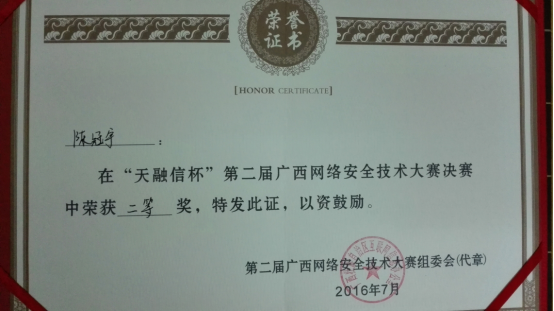 荣誉
证书
[HONOR CERTIFICATE]
陈冠宇：
在“天融信杯”第二届广西网络安全技术大赛决赛
中荣获二等奖，特发此证，以资鼓励。
第二届广西网络安全技术大赛组委会(代章)
2016年7月